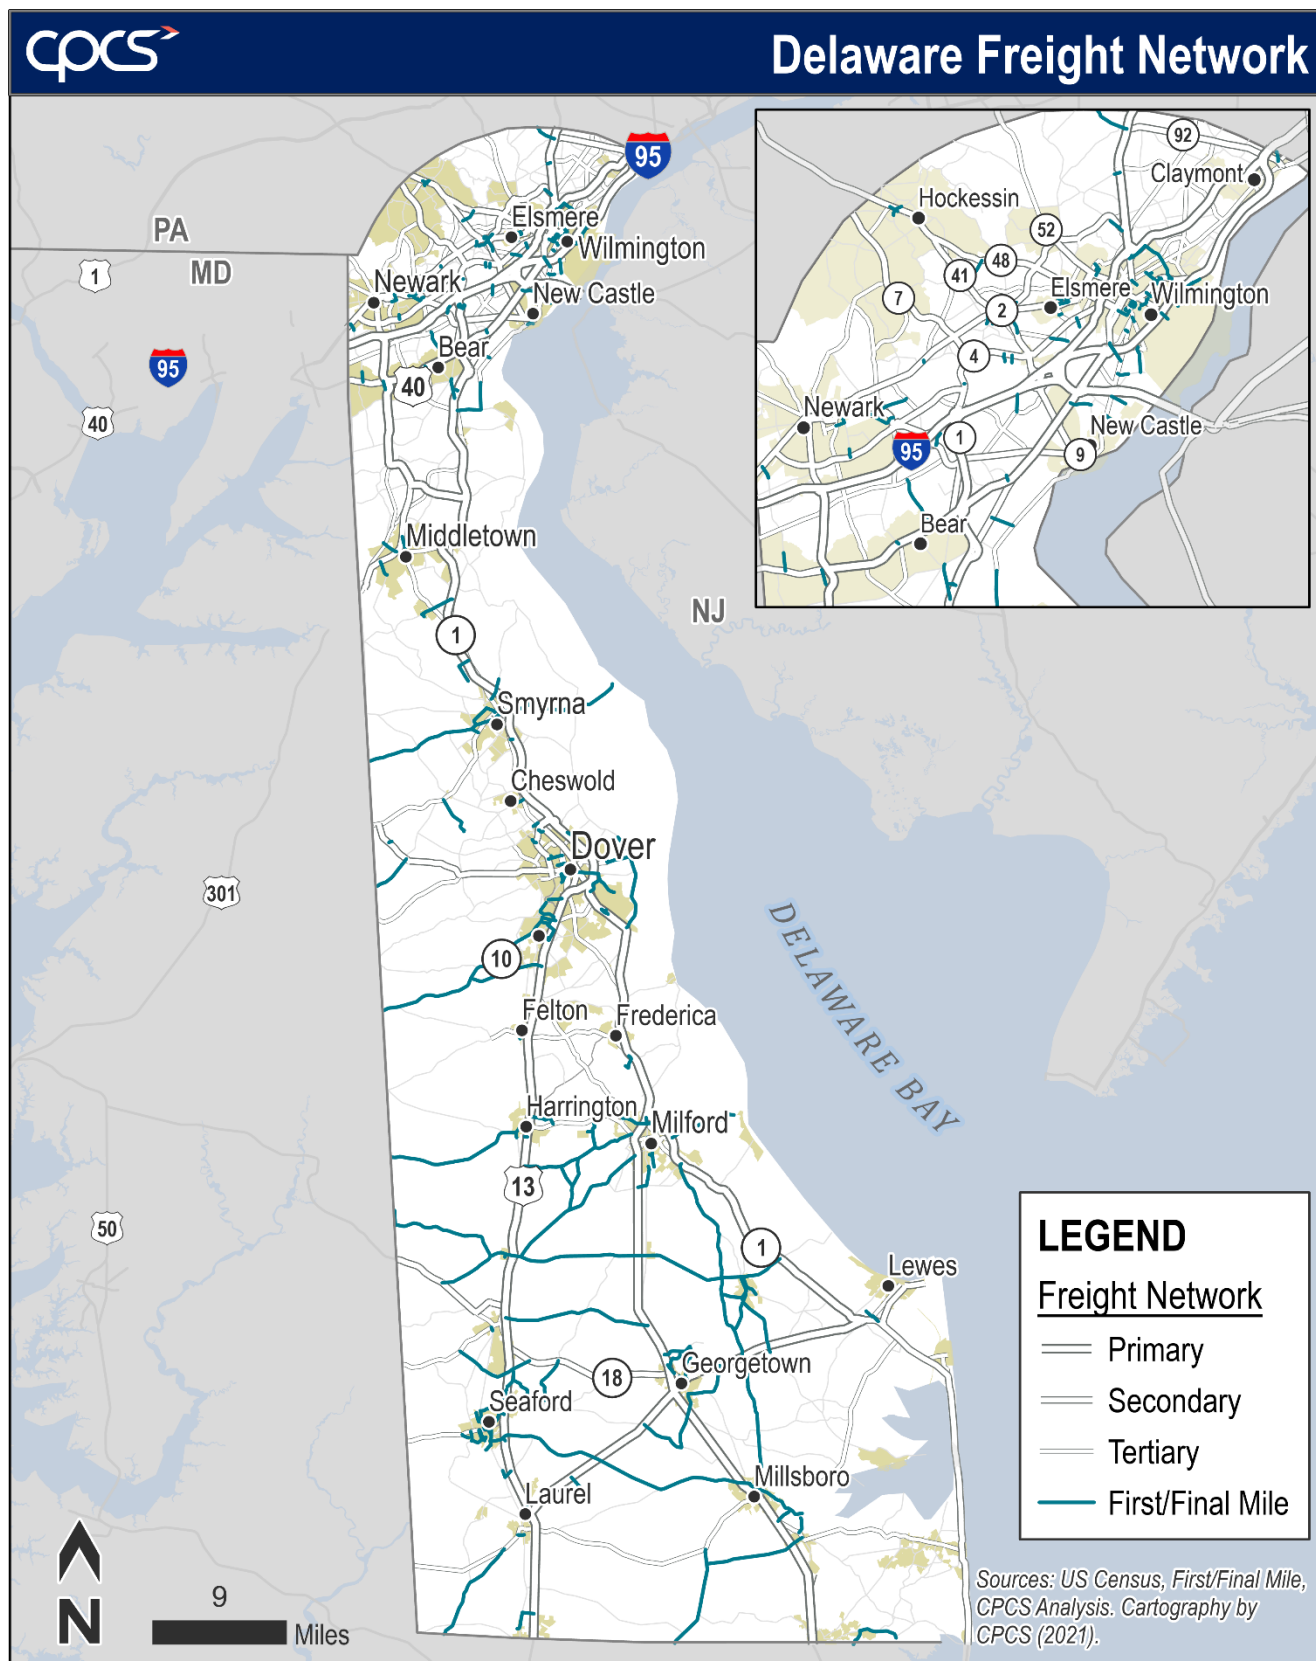 cpcs
Delaware Freight Network
95
PA
MD
1
95
40
301
50
NJ
Elsmere
Wilmington
Newark
New Castle
Bear
40
Middletown
1
Smyrna
Cheswold
Dover
10
Felton
Frederica
Harrington
Milford
13
1
Lewes
18
Georgetown
Seaford
Millsboro
Laurel
DELAWARE BAY
92
Claymont
Hockessin
52
48
41
7
2
Elsmere
Wilmington
4
Newark
1
95
New Castle
9
Bear
LEGEND
Freight Network
Primary
Secondary
Tertiary
First/Final Mile
N
9
Miles
Sources: US Census, First/Final Mile,
CPCS Analysis. Cartography by
CPCS (2021).